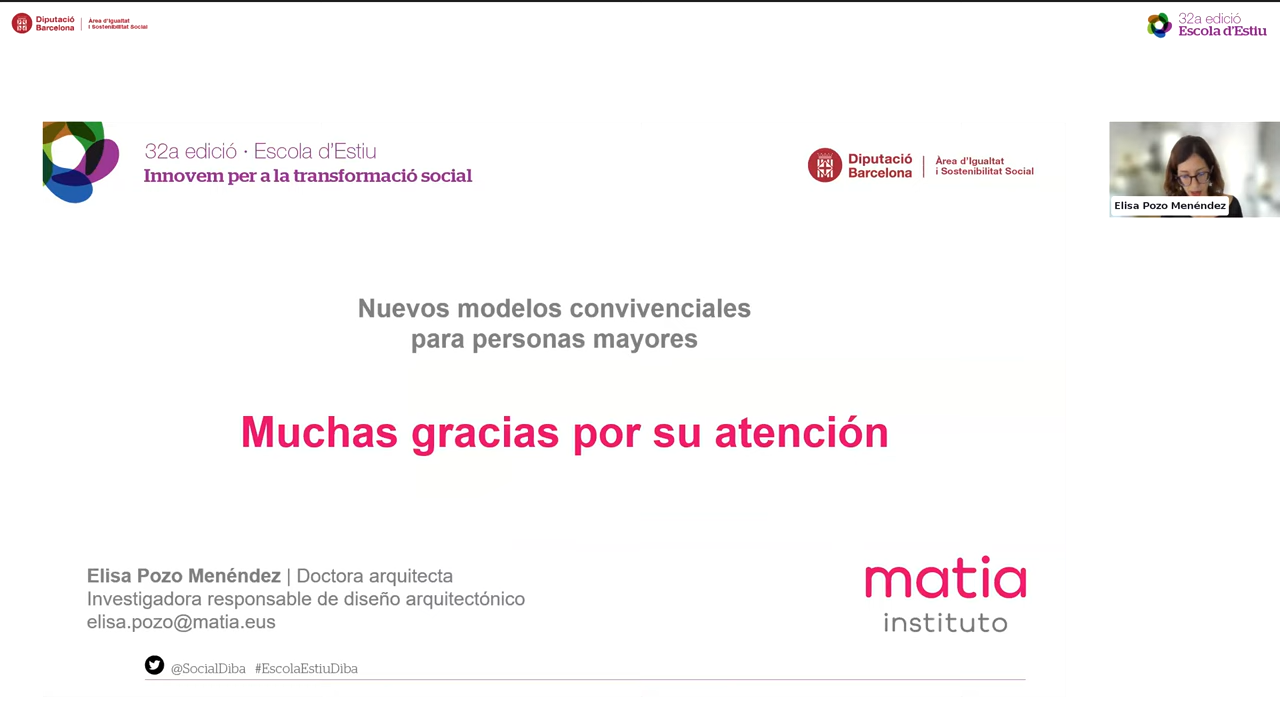 Diputació
Barcelona
Àrea d'Igualtat
i Sostenibilitat Social
32a edició
Escola d'Estiu
32a edició · Escola d'Estiu
Innovem per a la transformació social
Diputació
Barcelona
Àrea d'Igualtat
i Sostenibilitat Social
Elisa Pozo Menéndez
Nuevos modelos convivenciales
para personas mayores
Muchas gracias por su atención
Elisa Pozo Menéndez | Doctora arquitecta
Investigadora responsable de diseño arquitectónico
elisa.pozo@matia.eus
matia
instituto
@SocialDiba #EscolaEstiuDiba